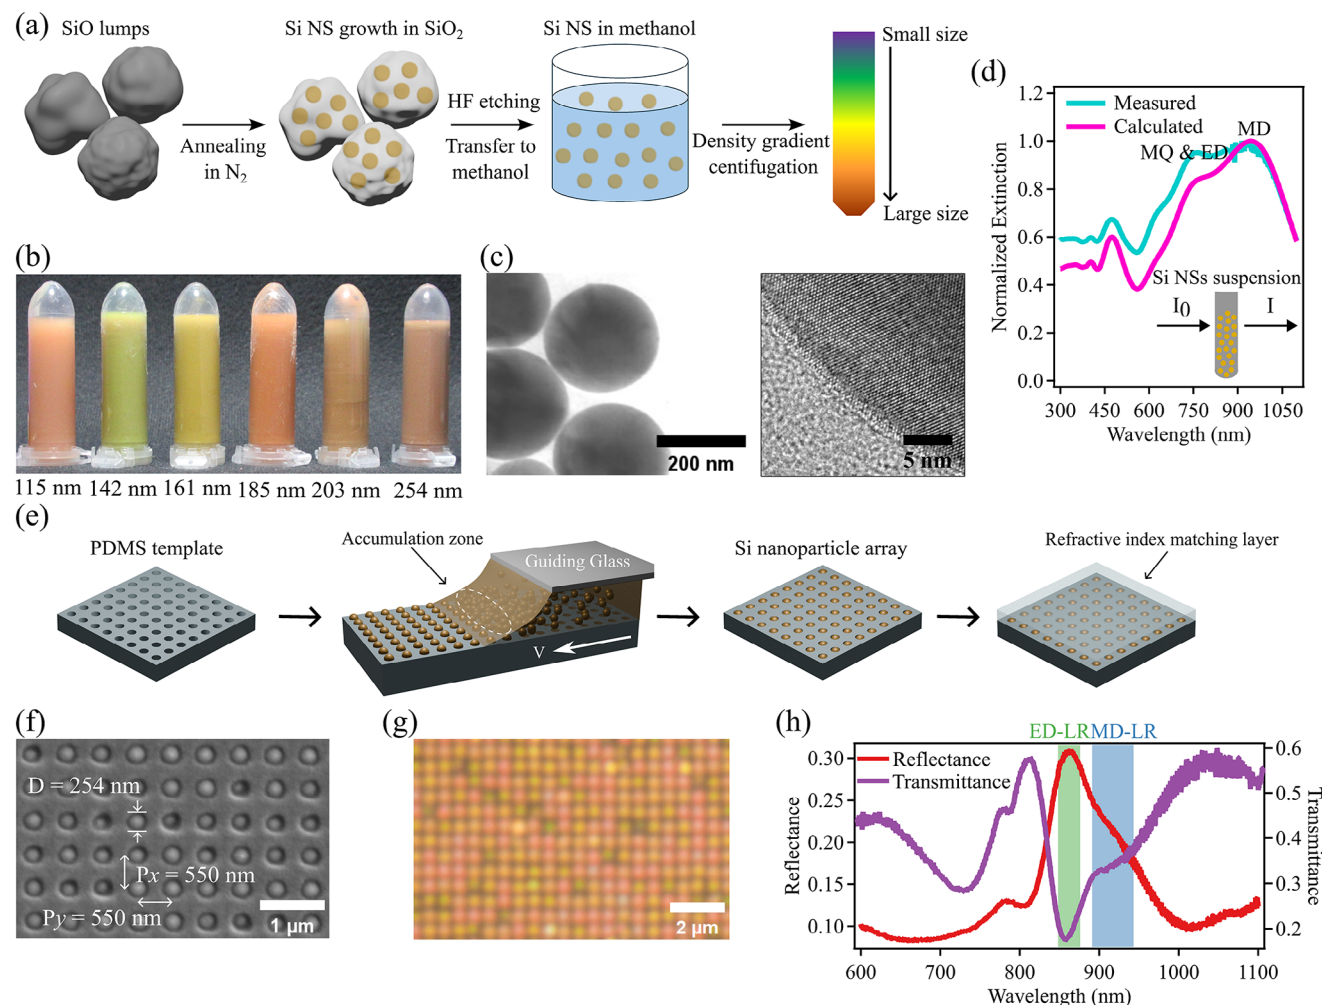 (a)
SiO lumps
Annealing
in N₂
Si NS growth in SiO₂
HF etching
Transfer to
methanol
Si NS in methanol
Density gradient
centifugation
Small size
Large size
(b)
115 nm 142 nm 161 nm 185 nm 203 nm 254 nm
(c)
200 nm
5 nm
(d)
Measured
Calculated
MD
MQ & ED
Si NSs suspension
I₀
I
Normalized Extinction
1.2
1.0
0.8
0.6
0.4
0.2
0.0
300 450 600 750 900 1050
Wavelength (nm)
(e)
PDMS template
Accumulation zone
Guiding Glass
V
Si nanoparticle array
Refractive index matching layer
(f)
D = 254 nm
Px = 550 nm
Py = 550 nm
1 µm
(g)
2 µm
(h)
ED-LR MD-LR
Reflectance
Transmittance
Reflectance
0.30
0.25
0.20
0.15
0.10
0.6
0.5
0.4
0.3
0.2
Transmittance
600 700 800 900 1000 1100
Wavelength (nm)